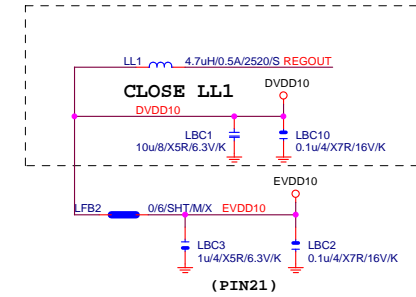 LL1 4.7uH/0.5A/2520/S REGOUT
CLOSE LL1
DVDD10
DVDD10
LBC1
10u/8/X5R/6.3V/K
LBC10
0.1u/4/X7R/16V/K
EVDD10
LFB2 0/6/SHT/M/X EVDD10
LBC3
1u/4/X5R/6.3V/K
LBC2
0.1u/4/X7R/16V/K
(PIN21)